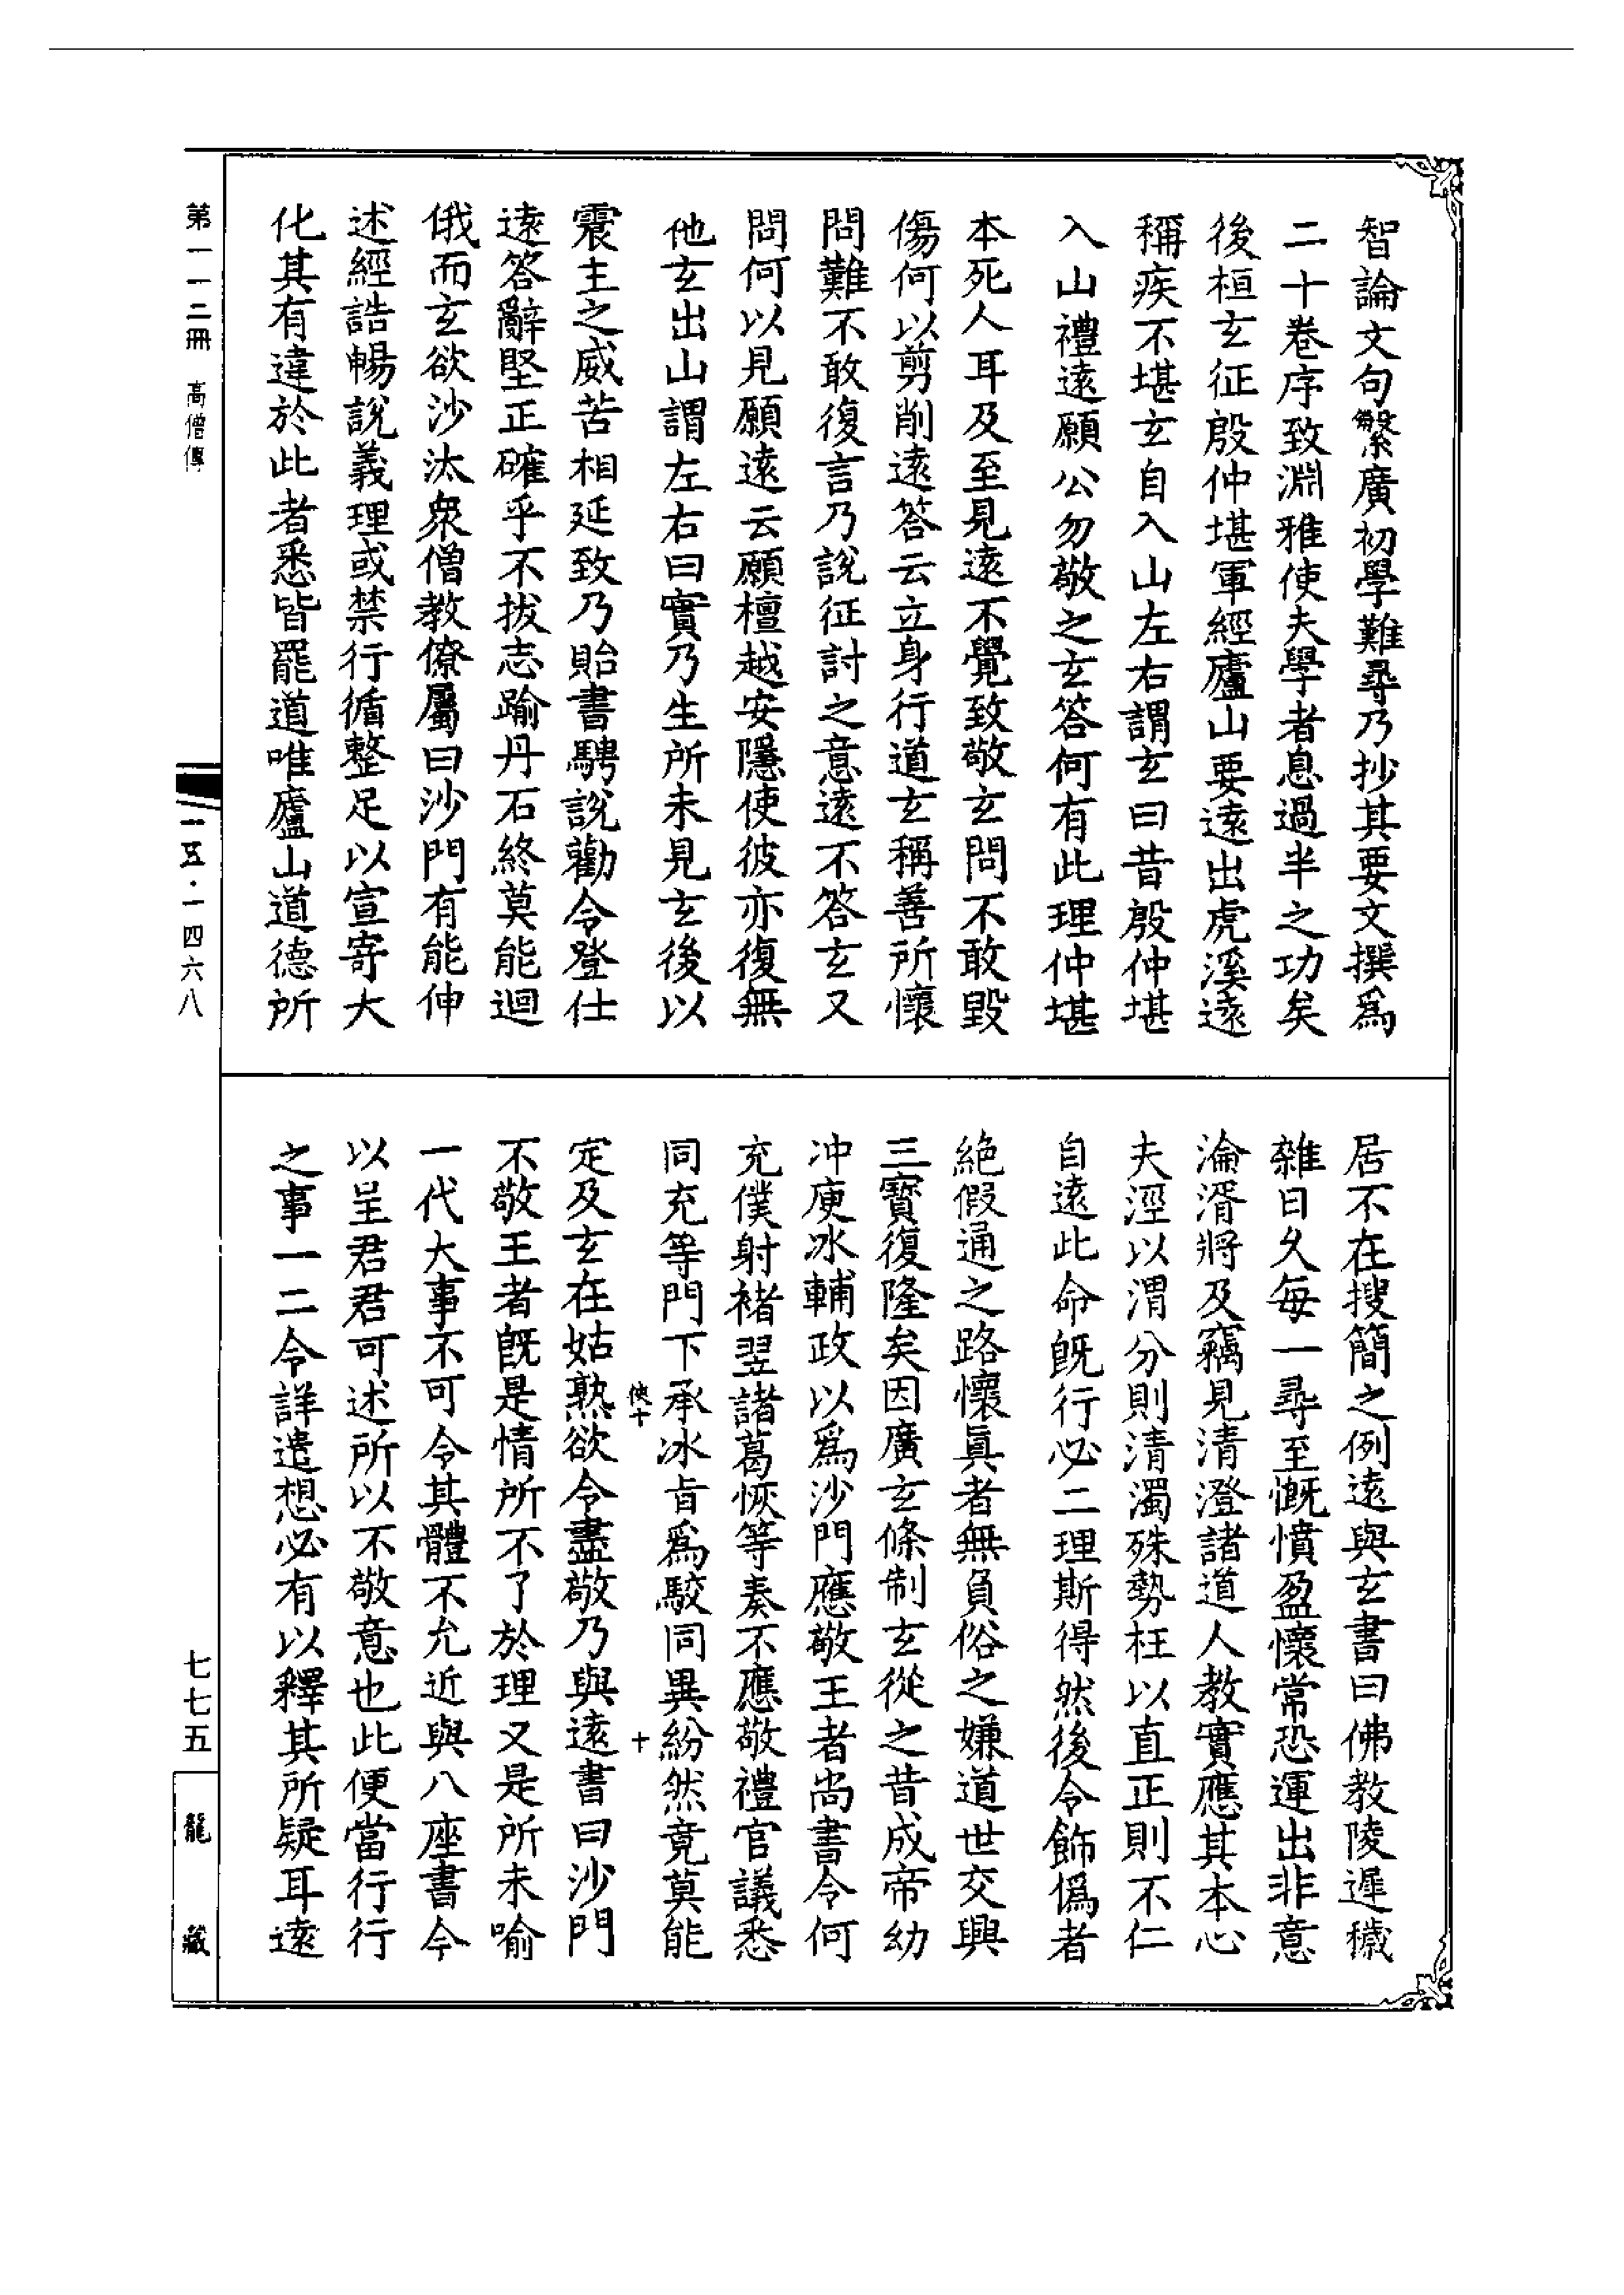 智論文句繁廣初學難尋乃抄其要文撰為
二十卷序致淵雅使夫學者息過半之功矣
後桓玄征殷仲堪軍經廬山要遠出虎溪遠
稱疾不堪玄自入山左右謂玄曰昔殷仲堪
入山禮遠願公勿敬之玄答何有此理仲堪
本死人耳及至見遠不覺致敬玄問不敢毀
傷何以剪削遠答云立身行道玄稱善所懷
問難不敢復言乃說征討之意遠不答玄又
問何以見願遠云願檀越安隱使彼亦復無
他玄出山謂左右曰實乃生所未見玄後以
震主之威苦相延致乃貽書騁說勸令登仕
遠答辭堅正確乎不拔志踰丹石終莫能迴
俄而玄欲沙汰衆僧教僚屬曰沙門有能伸
述經誥暢說義理或禁行循整足以宣寄大
化其有違於此者悉皆罷道唯廬山道德所
居不在搜簡之例遠與玄書曰佛教陵遲穢
雜日久每一尋至慨憤盈懷常恐運出非意
淪湑將及竊見清澄諸道人教實應其本心
夫涇以渭分則清濁殊勢枉以直正則不仁
自遠此命既行必二理斯得然後令飾僞者
絶假通之路懷眞者無負俗之嫌道世交興
三寶復隆矣因廣玄條制玄從之昔成帝幼
冲庾冰輔政以爲沙門應敬王者尚書令何
充僕射褚翌諸葛恢等奏不應敬禮官議悉
同充等門下承冰旨爲駮同異紛然竟莫能
使十
十
定及玄在姑熟欲令盡敬乃與遠書曰沙門
不敬王者既是情所不了於理又是所未喻
一代大事不可令其體不允近與八座書今
以呈君君可述所以不敬意也此便當行行
之事一二令詳遣想必有以釋其所疑耳遠
第一一二冊 高僧傳
一五·一四六八
七七五
龍藏